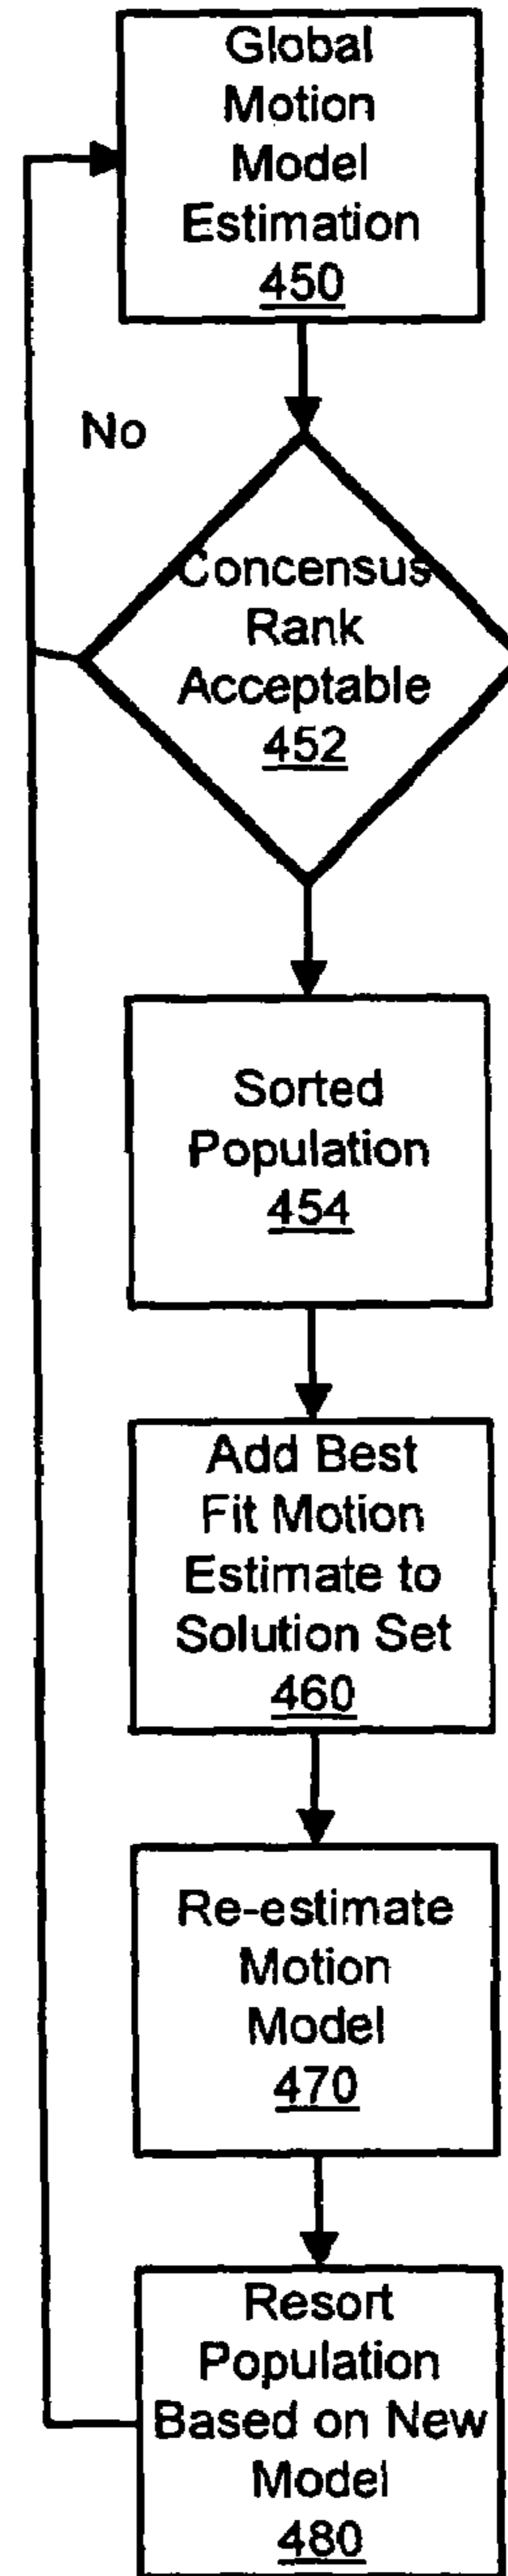 Global
Motion
Model
Estimation
450
No
Concensus
Rank
Acceptable
452
Sorted
Population
454
Add Best
Fit Motion
Estimate to
Solution Set
460
Re-estimate
Motion
Model
470
Resort
Population
Based on New
Model
480